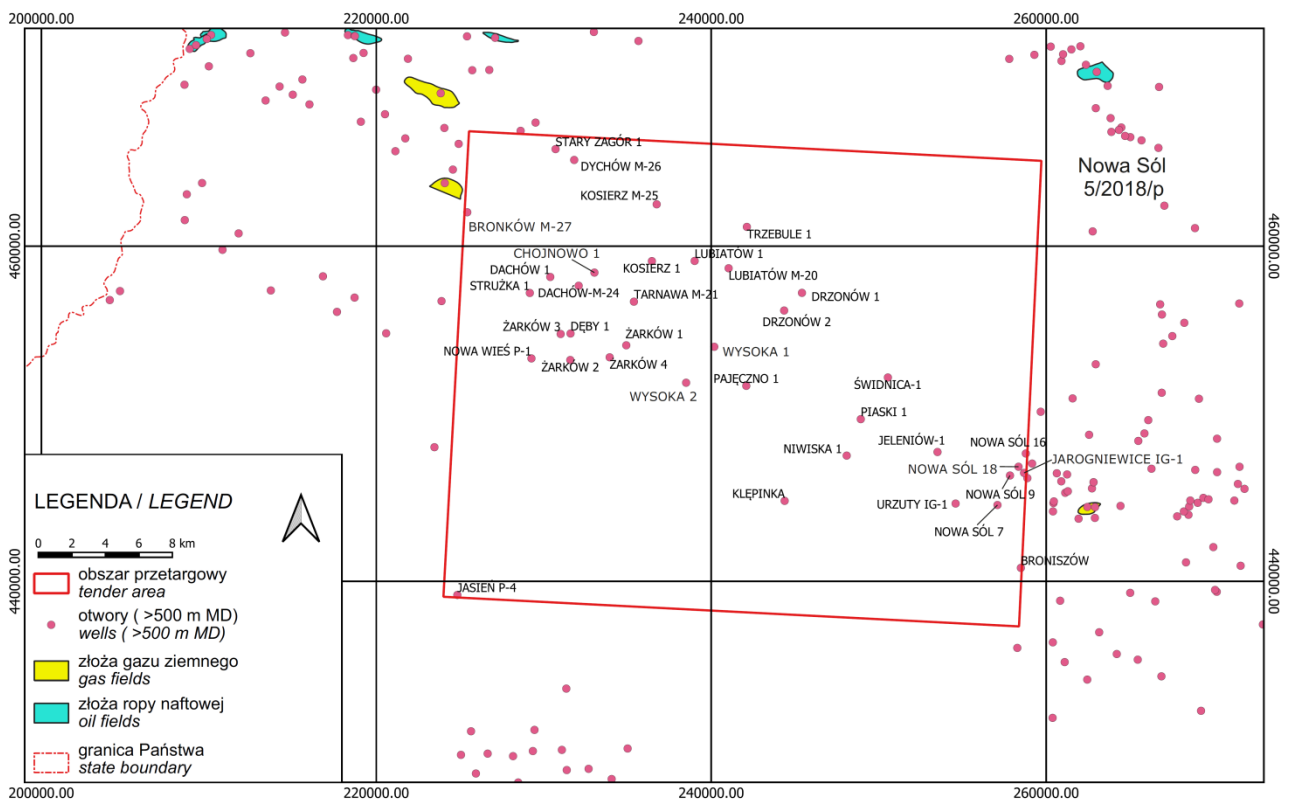 200000.00
220000.00
240000.00
260000.00
STARY ZAGÓR 1
DYCHÓW M-26
Nowa Sól
5/2018/p
KOSIERZ M-25
BRONKÓW M-27
TRZEBULE 1
460000.00
460000.00
CHOJNOWO 1
LUBIATÓW 1
DACHÓW 1
KOSIERZ 1
LUBIATÓW M-20
STRUŻKA 1
DACHÓW-M-24
TARNAWA M-21
DRZONÓW 1
DRZONÓW 2
ŻARKÓW 3
DĘBY 1
ŻARKÓW 1
NOWA WIEŚ P-1
ŻARKÓW 2
ŻARKÓW 4
WYSOKA 1
PAJĘCZNO 1
WYSOKA 2
ŚWIDNICA-1
PIASKI 1
NIWISKA 1
JELENIÓW-1
NOWA SÓL 16
NOWA SÓL 18
JAROGNIEWICE IG-1
KLĘPINKA
URZUTY IG-1
NOWA SÓL 9
NOWA SÓL 7
BRONISZÓW
JASIEŃ P-4
440000.00
440000.00
LEGENDA / LEGEND
0 2 4 6 8 km
obszar przetargowy
tender area
otwory ( >500 m MD)
wells ( >500 m MD)
złoża gazu ziemnego
gas fields
złoża ropy naftowej
oil fields
granica Państwa
state boundary
200000.00
220000.00
240000.00
260000.00